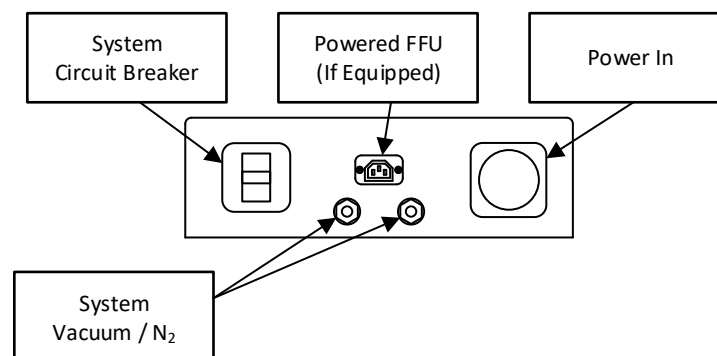 System
Circuit Breaker
Powered FFU
(If Equipped)
Power In
System
Vacuum / N₂